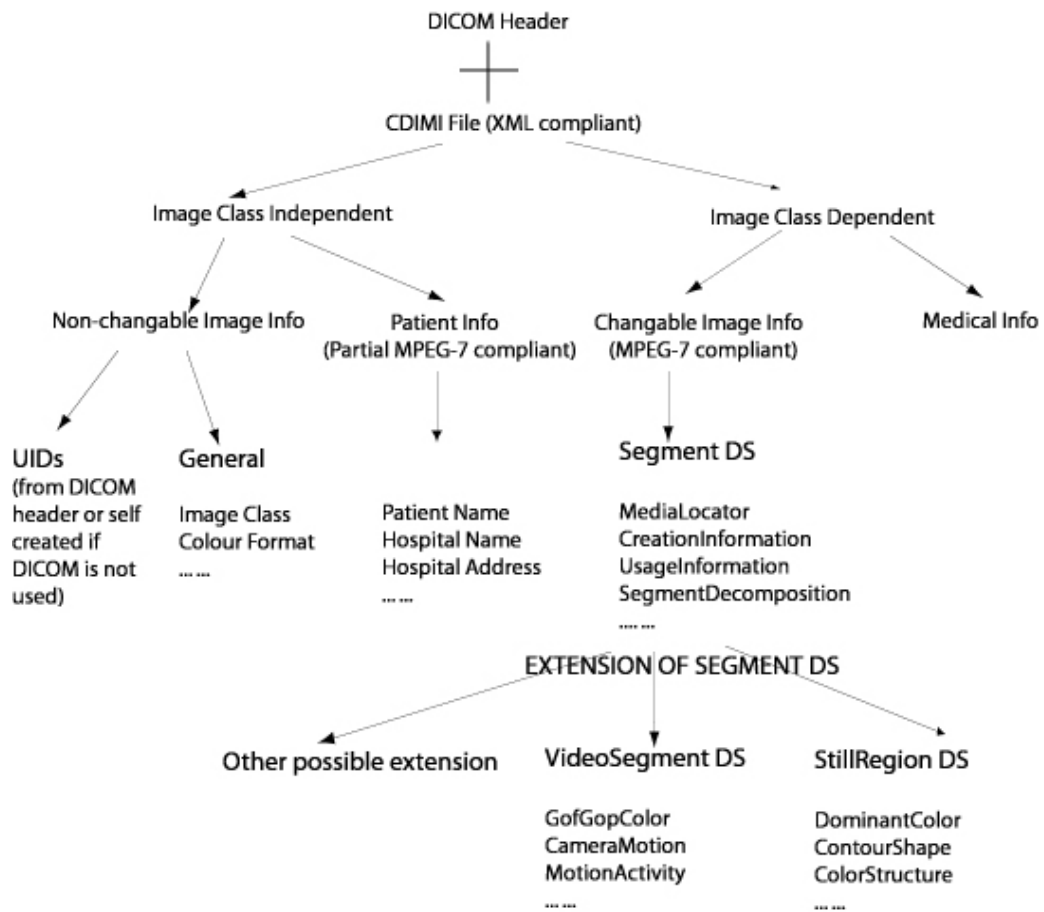 DICOM Header
CDIMI File (XML compliant)
Image Class Independent
Image Class Dependent
Non-changable Image Info
Patient Info
(Partial MPEG-7 compliant)
Changable Image Info
(MPEG-7 compliant)
Medical Info
UIDs
(from DICOM
header or self
created if
DICOM is not
used)
General
Image Class
Colour Format
... ...
Patient Name
Hospital Name
Hospital Address
... ...
Segment DS
MediaLocator
CreationInformation
UsageInformation
SegmentDecomposition
.... ...
EXTENSION OF SEGMENT DS
Other possible extension
VideoSegment DS
GofGopColor
CameraMotion
MotionActivity
... ...
StillRegion DS
DominantColor
ContourShape
ColorStructure
... ...